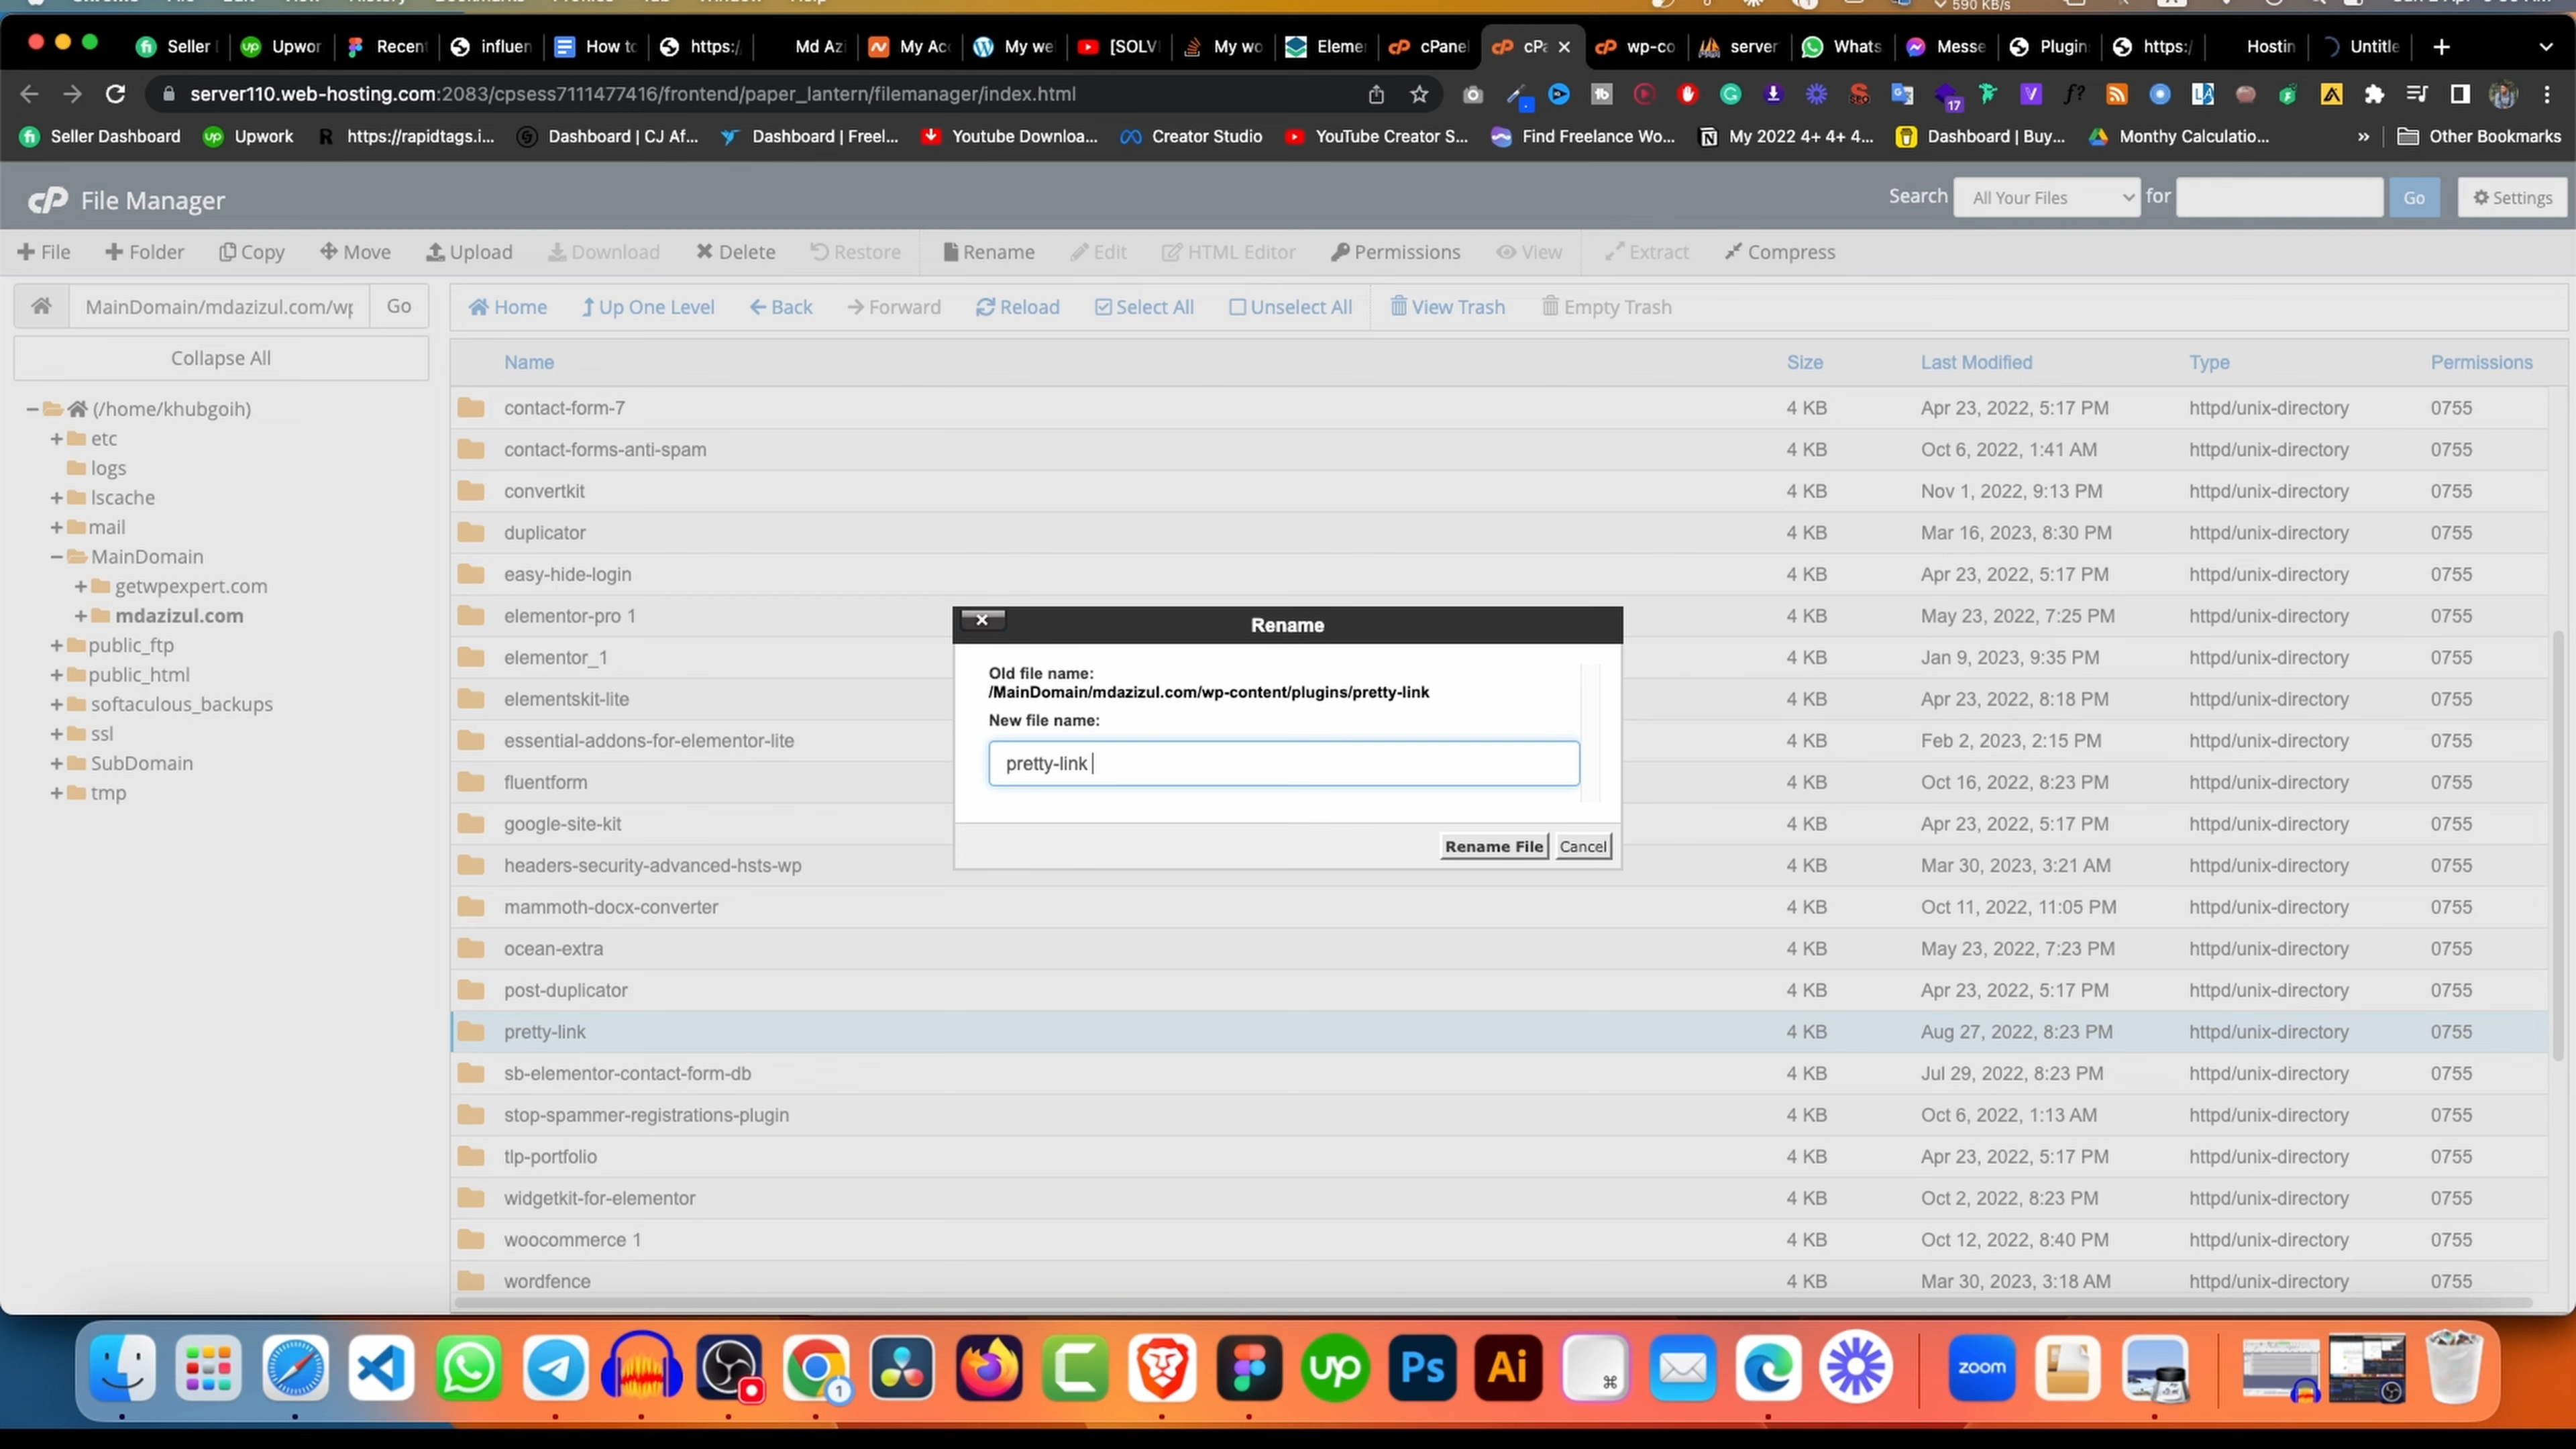 590 KB/s
Seller
Upwor
Recent
influen
How to
https:/
Md Azi
My Acc
My we
[SOLV
My wo
Eleme
cPanel
cPa
wp-co
server
Whats
Messe
Plugin
https:/
Hostin
Untitle
server110.web-hosting.com:2083/cpsess7111477416/frontend/paper_lantern/filemanager/index.html
17
Seller Dashboard
Upwork
https://rapidtags.i...
Dashboard | CJ Af...
Dashboard | Freel...
Youtube Downloa...
Creator Studio
YouTube Creator S...
Find Freelance Wo...
My 2022 4+ 4+ 4...
Dashboard | Buy...
Monthy Calculatio...
»
Other Bookmarks
cP File Manager
Search
All Your Files
for
Go
Settings
File
Folder
Copy
Move
Upload
Download
Delete
Restore
Rename
Edit
HTML Editor
Permissions
View
Extract
Compress
MainDomain/mdazizul.com/wp
Go
Home
Up One Level
Back
Forward
Reload
Select All
Unselect All
View Trash
Empty Trash
Collapse All
(/home/khubgoih)
etc
logs
lscache
mail
MainDomain
getwpexpert.com
mdazizul.com
public_ftp
public_html
softaculous_backups
ssl
SubDomain
tmp
Name Size Last Modified Type Permissions
contact-form-7 4 KB Apr 23, 2022, 5:17 PM httpd/unix-directory 0755
contact-forms-anti-spam 4 KB Oct 6, 2022, 1:41 AM httpd/unix-directory 0755
convertkit 4 KB Nov 1, 2022, 9:13 PM httpd/unix-directory 0755
duplicator 4 KB Mar 16, 2023, 8:30 PM httpd/unix-directory 0755
easy-hide-login 4 KB Apr 23, 2022, 5:17 PM httpd/unix-directory 0755
elementor-pro 1 4 KB May 23, 2022, 7:25 PM httpd/unix-directory 0755
elementor_1 4 KB Jan 9, 2023, 9:35 PM httpd/unix-directory 0755
elementskit-lite 4 KB Apr 23, 2022, 8:18 PM httpd/unix-directory 0755
essential-addons-for-elementor-lite 4 KB Feb 2, 2023, 2:15 PM httpd/unix-directory 0755
fluentform 4 KB Oct 16, 2022, 8:23 PM httpd/unix-directory 0755
google-site-kit 4 KB Apr 23, 2022, 5:17 PM httpd/unix-directory 0755
headers-security-advanced-hsts-wp 4 KB Mar 30, 2023, 3:21 AM httpd/unix-directory 0755
mammoth-docx-converter 4 KB Oct 11, 2022, 11:05 PM httpd/unix-directory 0755
ocean-extra 4 KB May 23, 2022, 7:23 PM httpd/unix-directory 0755
post-duplicator 4 KB Apr 23, 2022, 5:17 PM httpd/unix-directory 0755
pretty-link 4 KB Aug 27, 2022, 8:23 PM httpd/unix-directory 0755
sb-elementor-contact-form-db 4 KB Jul 29, 2022, 8:23 PM httpd/unix-directory 0755
stop-spammer-registrations-plugin 4 KB Oct 6, 2022, 1:13 AM httpd/unix-directory 0755
tlp-portfolio 4 KB Apr 23, 2022, 5:17 PM httpd/unix-directory 0755
widgetkit-for-elementor 4 KB Oct 2, 2022, 8:23 PM httpd/unix-directory 0755
woocommerce 1 4 KB Oct 12, 2022, 8:40 PM httpd/unix-directory 0755
wordfence 4 KB Mar 30, 2023, 3:18 AM httpd/unix-directory 0755
Rename
Old file name:
/MainDomain/mdazizul.com/wp-content/plugins/pretty-link
New file name:
pretty-link
Rename File
Cancel
1
up
Ps
Ai
⌘
zoom